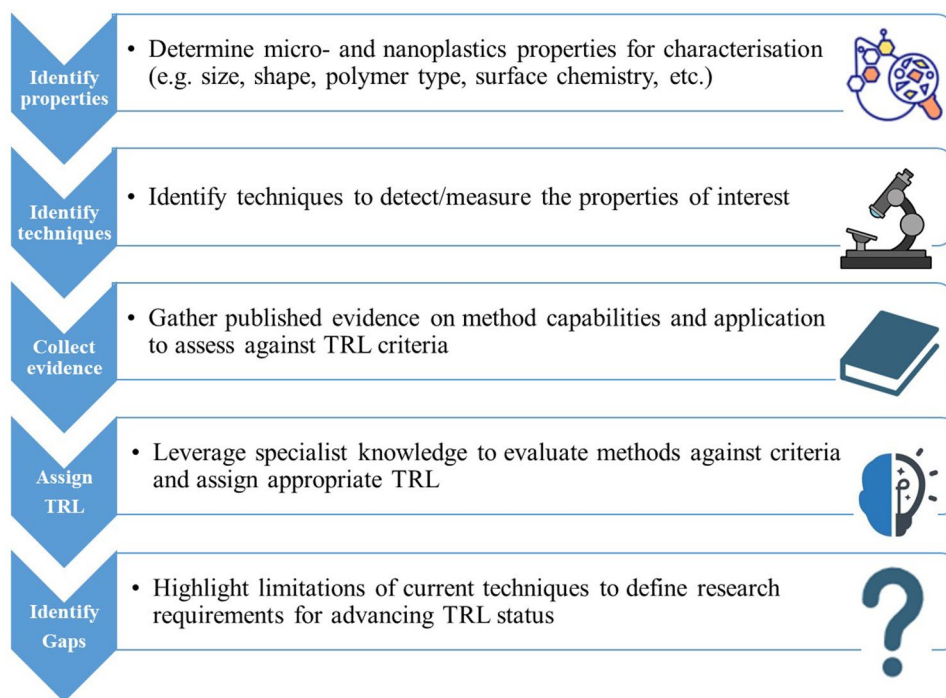 Identify
properties
• Determine micro- and nanoplastics properties for characterisation
(e.g. size, shape, polymer type, surface chemistry, etc.)
Identify
techniques
• Identify techniques to detect/measure the properties of interest
Collect
evidence
• Gather published evidence on method capabilities and application
to assess against TRL criteria
Assign
TRL
• Leverage specialist knowledge to evaluate methods against criteria
and assign appropriate TRL
Identify
Gaps
• Highlight limitations of current techniques to define research
requirements for advancing TRL status